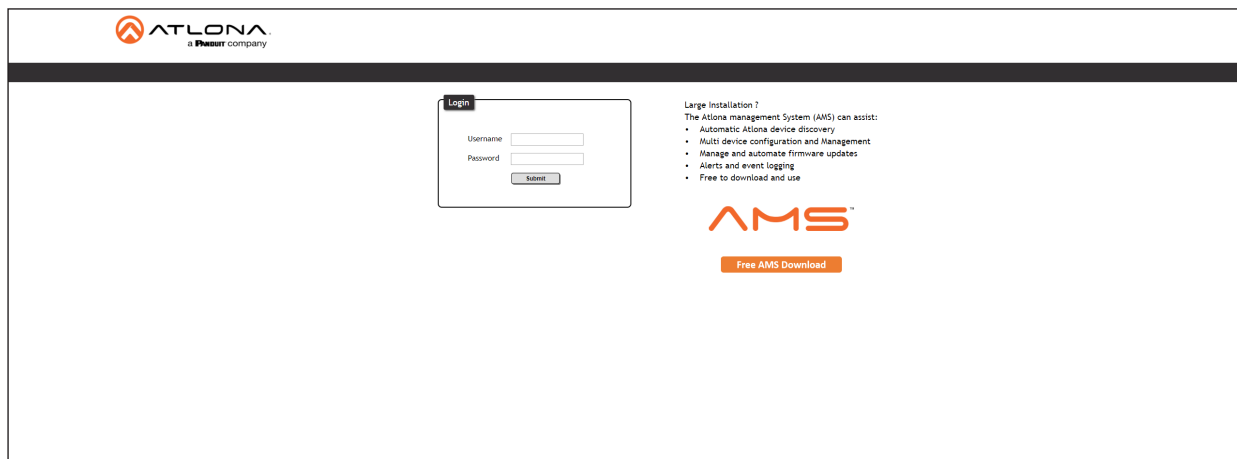 ATLONA.
a PANDUIT company
Login
Username
Password
Submit
Large Installation ?
The Atlona management System (AMS) can assist:
• Automatic Atlona device discovery
• Multi device configuration and Management
• Manage and automate firmware updates
• Alerts and event logging
• Free to download and use
AMS™
Free AMS Download